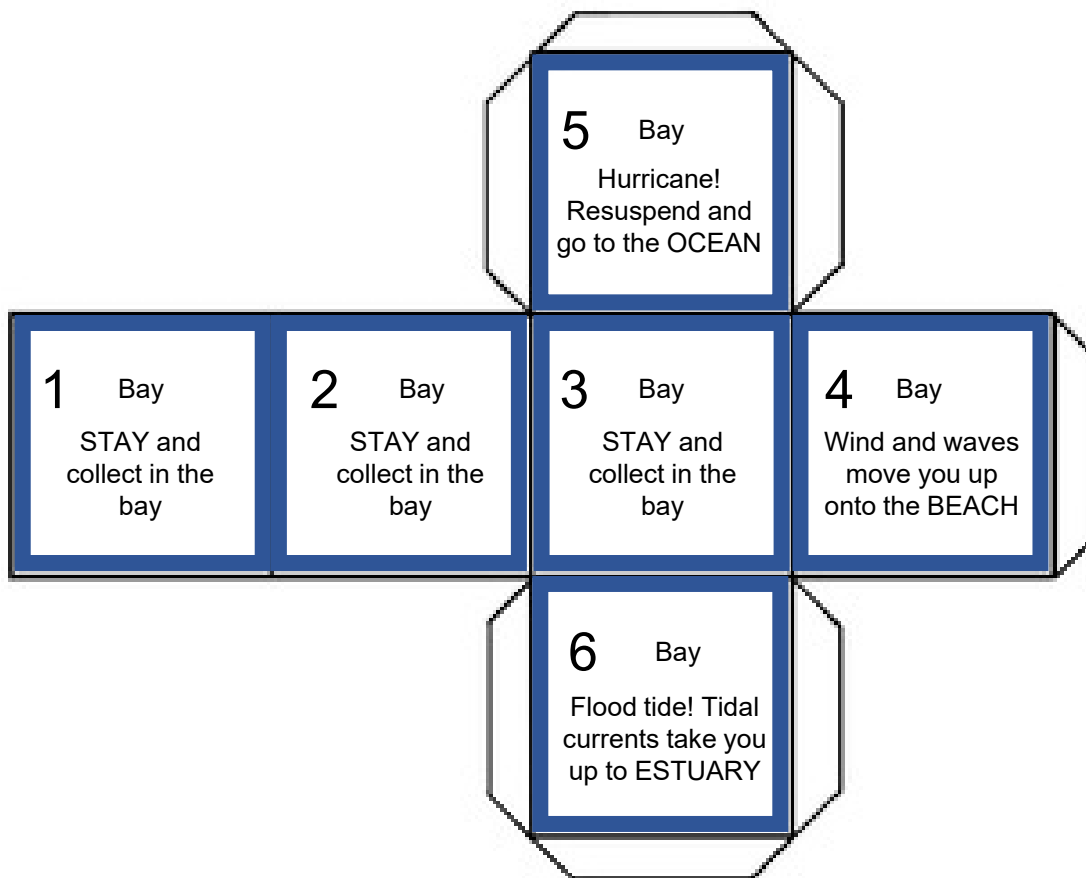 5 Bay
Hurricane!
Resuspend and
go to the OCEAN
1 Bay
STAY and
collect in the
bay
2 Bay
STAY and
collect in the
bay
3 Bay
STAY and
collect in the
bay
4 Bay
Wind and waves
move you up
onto the BEACH
6 Bay
Flood tide! Tidal
currents take you
up to ESTUARY